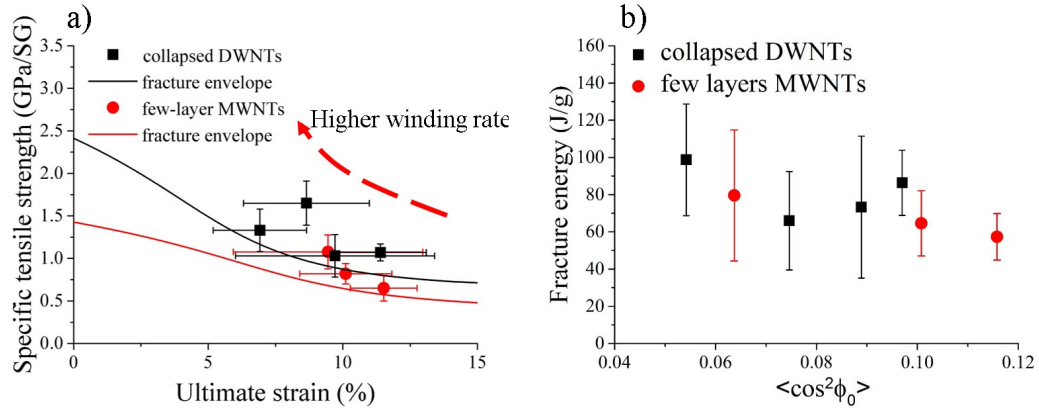 a)
Specific tensile strength (GPa/SG)
3.5
3.0
2.5
2.0
1.5
1.0
0.5
0.0
collapsed DWNTs
fracture envelope
few-layer MWNTs
fracture envelope
Higher winding rate
0 5 10 15
Ultimate strain (%)
b)
Fracture energy (J/g)
160
140
120
100
80
60
40
20
0
collapsed DWNTs
few layers MWNTs
0.04 0.06 0.08 0.10 0.12
<cos²ϕ₀>